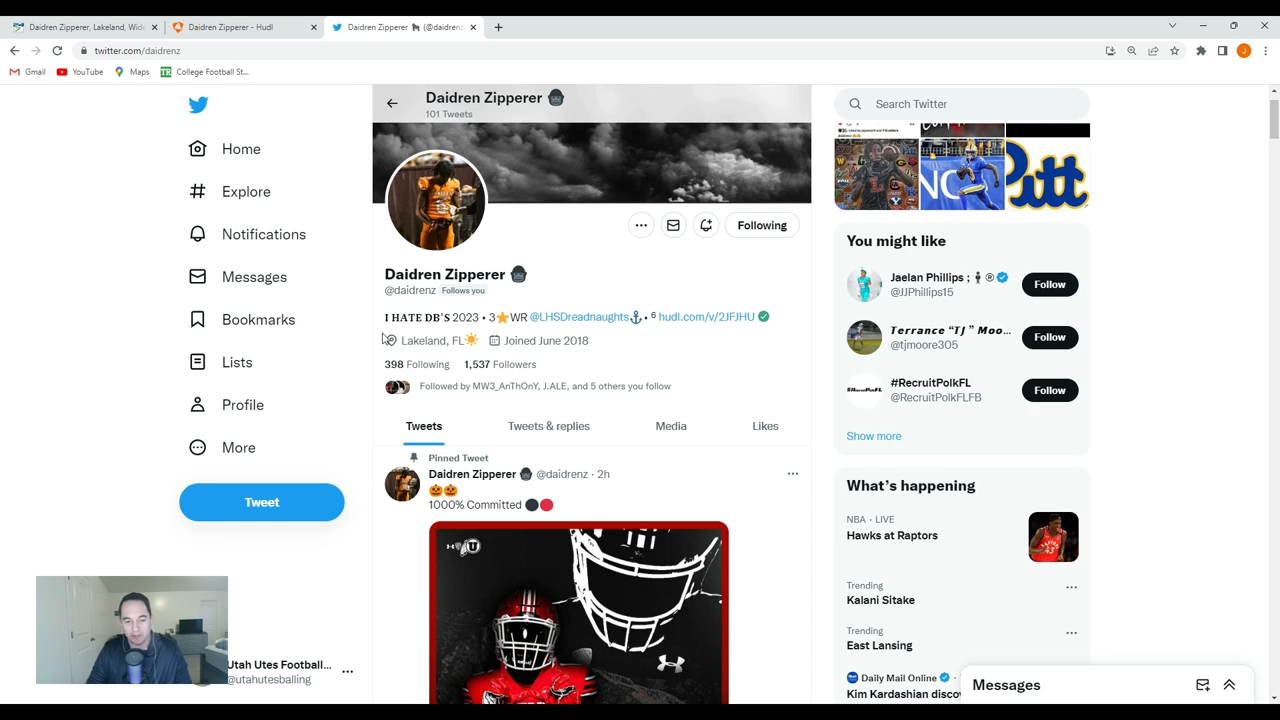 Daidren Zipperer, Lakeland, Wide
Daidren Zipperer - Hudl
Daidren Zipperer (@daidrenz
twitter.com/daidrenz
J
Gmail
YouTube
Maps
College Football St...
Daidren Zipperer
101 Tweets
Search Twitter
Home
Explore
Notifications
Messages
Bookmarks
Lists
Profile
More
Tweet
Following
Daidren Zipperer
@daidrenz Follows you
I HATE DB'S 2023 • 3⭐WR @LHSDreadnaughts⚓ • ⁶ hudl.com/v/2JFJHU
Lakeland, FL☀️ Joined June 2018
398 Following 1,537 Followers
Followed by MW3_AnThOnY, J.ALE, and 5 others you follow
Tweets Tweets & replies Media Likes
Pinned Tweet
Daidren Zipperer @daidrenz · 2h
🎃🎃
1000% Committed ⚫🔴
Pitt
You might like
Jaelan Phillips ; ®
@JJPhillips15
Follow
Terrance “TJ” Moo...
@tjmoore305
Follow
#RecruitPolkFL
@RecruitPolkFLFB
Follow
Show more
What's happening
NBA · LIVE
Hawks at Raptors
Trending
Kalani Sitake
Trending
East Lansing
Daily Mail Online
Kim Kardashian discov
Messages
Utah Utes Football...
@utahutesballing